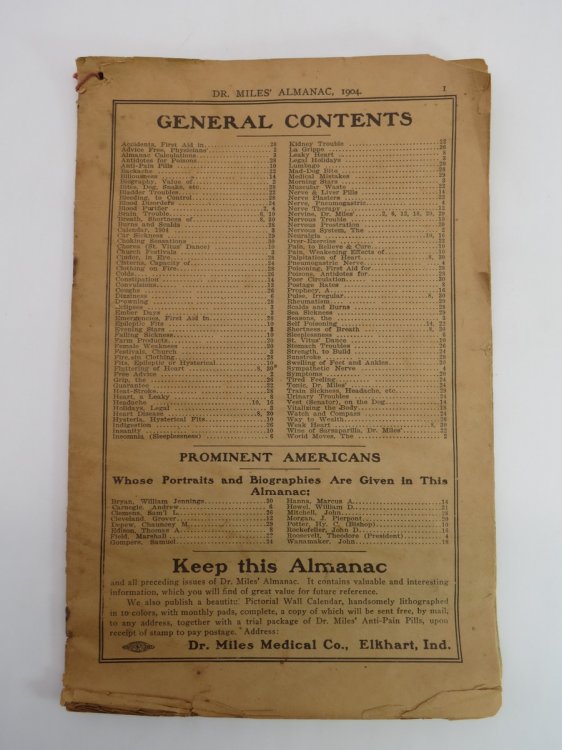 DR. MILES' ALMANAC, 1904. 1
GENERAL CONTENTS
Accidents, First Aid in
Advice Free, Physicians'
Almanac Calculations
Antidotes for Poisons
Anti-Pain Pills
Backache
Biliousness
Biography, Value of
Bites, Dog, Snake, etc.
Bladder Troubles
Bleeding, to Control
Blood Disorders
Blood Purifier
Brain Trouble
Breath, Shortness of
Burns and Scalds
Calendar, 1904
Car Sickness
Choking Sensations
Chorea (St. Vitus' Dance)
Church Festivals
Cinder, in Eye
Cisterns, Capacity of
Clothing on Fire
Colds
Constipation
Convulsions
Coughs
Dizziness
Drowning
Eclipses
Ember Days
Emergencies, First Aid in
Epileptic Fits
Evening Stars
Falling Sickness
Farm Products
Female Weakness
Festivals, Church
Fire, in Clothing
Fits, Epileptic or Hysterical
Fluttering of Heart
Free Advice
Grip, the
Guarantee
Heat-Stroke
Heart, a Leaky
Headache
Holidays, Legal
Heart Disease
Hysteria, Hysterical Fits
Indigestion
Insanity
Insomnia (Sleeplessness)
Kidney Trouble
La Grippe
Leaky Heart
Legal Holidays
Lumbago
Mad-Dog Bite
Medical Mistakes
Morning Stars
Muscular Waste
Nerve & Liver Pills
Nerve Plasters
Nerve, Pneumogastric
Nerve Therapy
Nervine, Dr. Miles'
Nervous Trouble
Nervous Prostration
Nervous System, The
Neuralgia
Over-Exercise
Pain, to Relieve & Cure
Pain, Weakening Effects of
Palpitation of Heart
Pneumogastric Nerve
Poisoning, First Aid for
Poisons, Antidotes for
Poor Circulation
Postage Rates
Prophecy, A
Pulse, Irregular
Rheumatism
Scalds and Burns
Sea Sickness
Seasons, the
Self Poisoning
Shortness of Breath
Sleeplessness
St. Vitus' Dance
Stomach Troubles
Strength, to Build
Sunstroke
Swelling of Feet and Ankles
Sympathetic Nerve
Symptoms
Tired Feeling
Tonic, Dr. Miles'
Train Sickness, Headache, etc.
Urinary Troubles
Vest (Senator), on the Dog
Vitalizing the Body
Watch and Compass
Way to Wealth
Weak Heart
Wine of Sarsaparilla, Dr. Miles'
World Moves, The
PROMINENT AMERICANS
Whose Portraits and Biographies Are Given in This
Almanac:
Bryan, William Jennings
Carnegie, Andrew
Clemens, Sam'l L.
Cleveland, Grover
Depew, Chauncey M.
Edison, Thomas A.
Field, Marshall
Gompers, Samuel
Hanna, Marcus A.
Hewel, William D.
Mitchell, John
Morgan, J. Pierpont
Potter, Hy. C. (Bishop)
Rockefeller, John D.
Roosevelt, Theodore (President)
Wanamaker, John
Keep this Almanac
and all preceding issues of Dr. Miles' Almanac. It contains valuable and interesting
information, which you will find of great value for future reference.
We also publish a beautiful Pictorial Wall Calendar, handsomely lithographed
in 10 colors, with monthly pads, complete, a copy of which will be sent free, by mail,
to any address, together with a trial package of Dr. Miles' Anti-Pain Pills, upon
receipt of stamp to pay postage. Address:
Dr. Miles Medical Co., Elkhart, Ind.